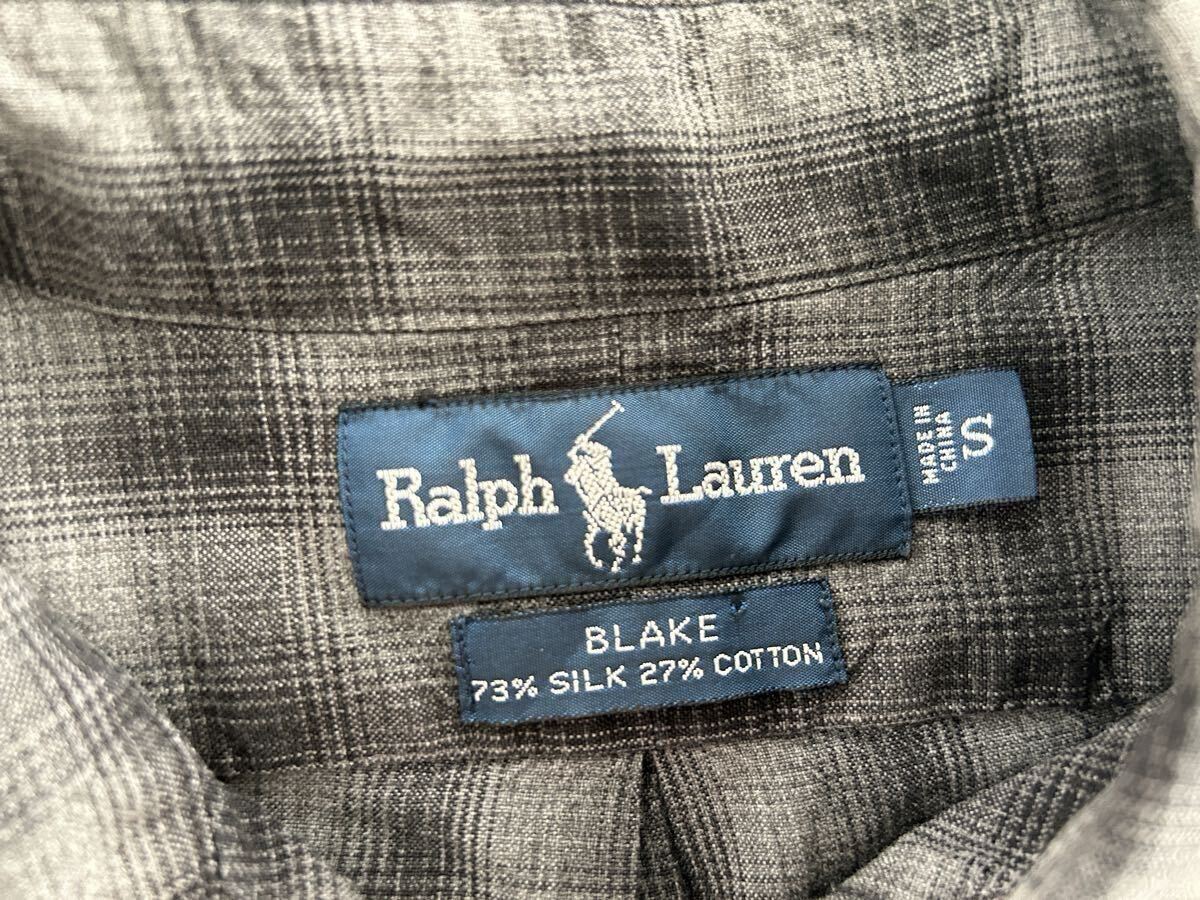 Ralph Lauren
MADE IN
CHINA
S
BLAKE
73% SILK 27% COTTON